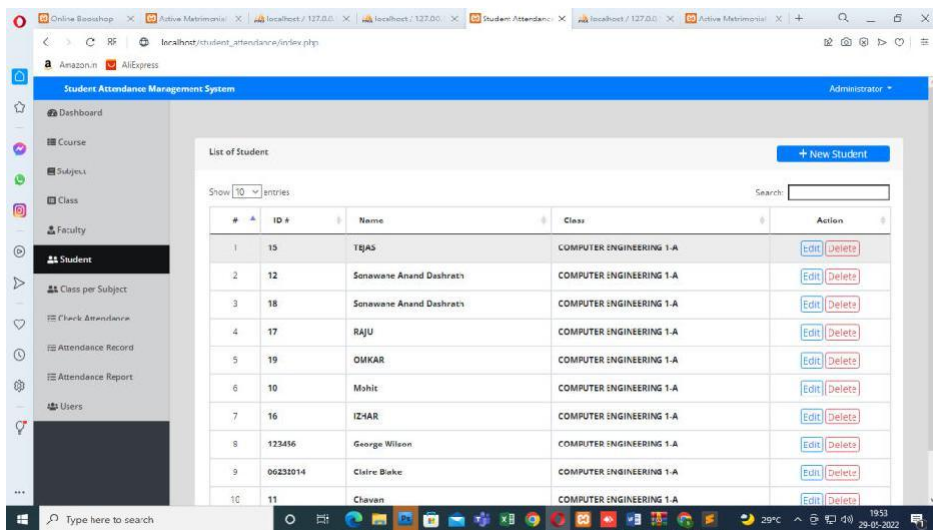 Online Bookshop
Active Matrimonial
localhost / 127.0.0
localhost / 127.0.0
Student Attendanc
localhost / 127.0.0
Active Matrimonial
localhost/student_attendance/index.php
Amazon.in AliExpress
Student Attendance Management System Administrator
Dashboard
Course
Subject
Class
Faculty
Student
Class per Subject
Check Attendance
Attendance Record
Attendance Report
Users
List of Student + New Student
Show 10 entries Search:
# ID # Name Class Action
1 15 TEJAS COMPUTER ENGINEERING 1-A Edit Delete
2 12 Sonawane Anand Dashrath COMPUTER ENGINEERING 1-A Edit Delete
3 18 Sonawane Anand Dashrath COMPUTER ENGINEERING 1-A Edit Delete
4 17 RAJU COMPUTER ENGINEERING 1-A Edit Delete
5 19 OMKAR COMPUTER ENGINEERING 1-A Edit Delete
6 10 Mohit COMPUTER ENGINEERING 1-A Edit Delete
7 16 IZHAR COMPUTER ENGINEERING 1-A Edit Delete
8 123456 George Wilson COMPUTER ENGINEERING 1-A Edit Delete
9 06232014 Claire Blake COMPUTER ENGINEERING 1-A Edit Delete
10 11 Chavan COMPUTER ENGINEERING 1-A Edit Delete
Type here to search
29°C
19:53
29-05-2022